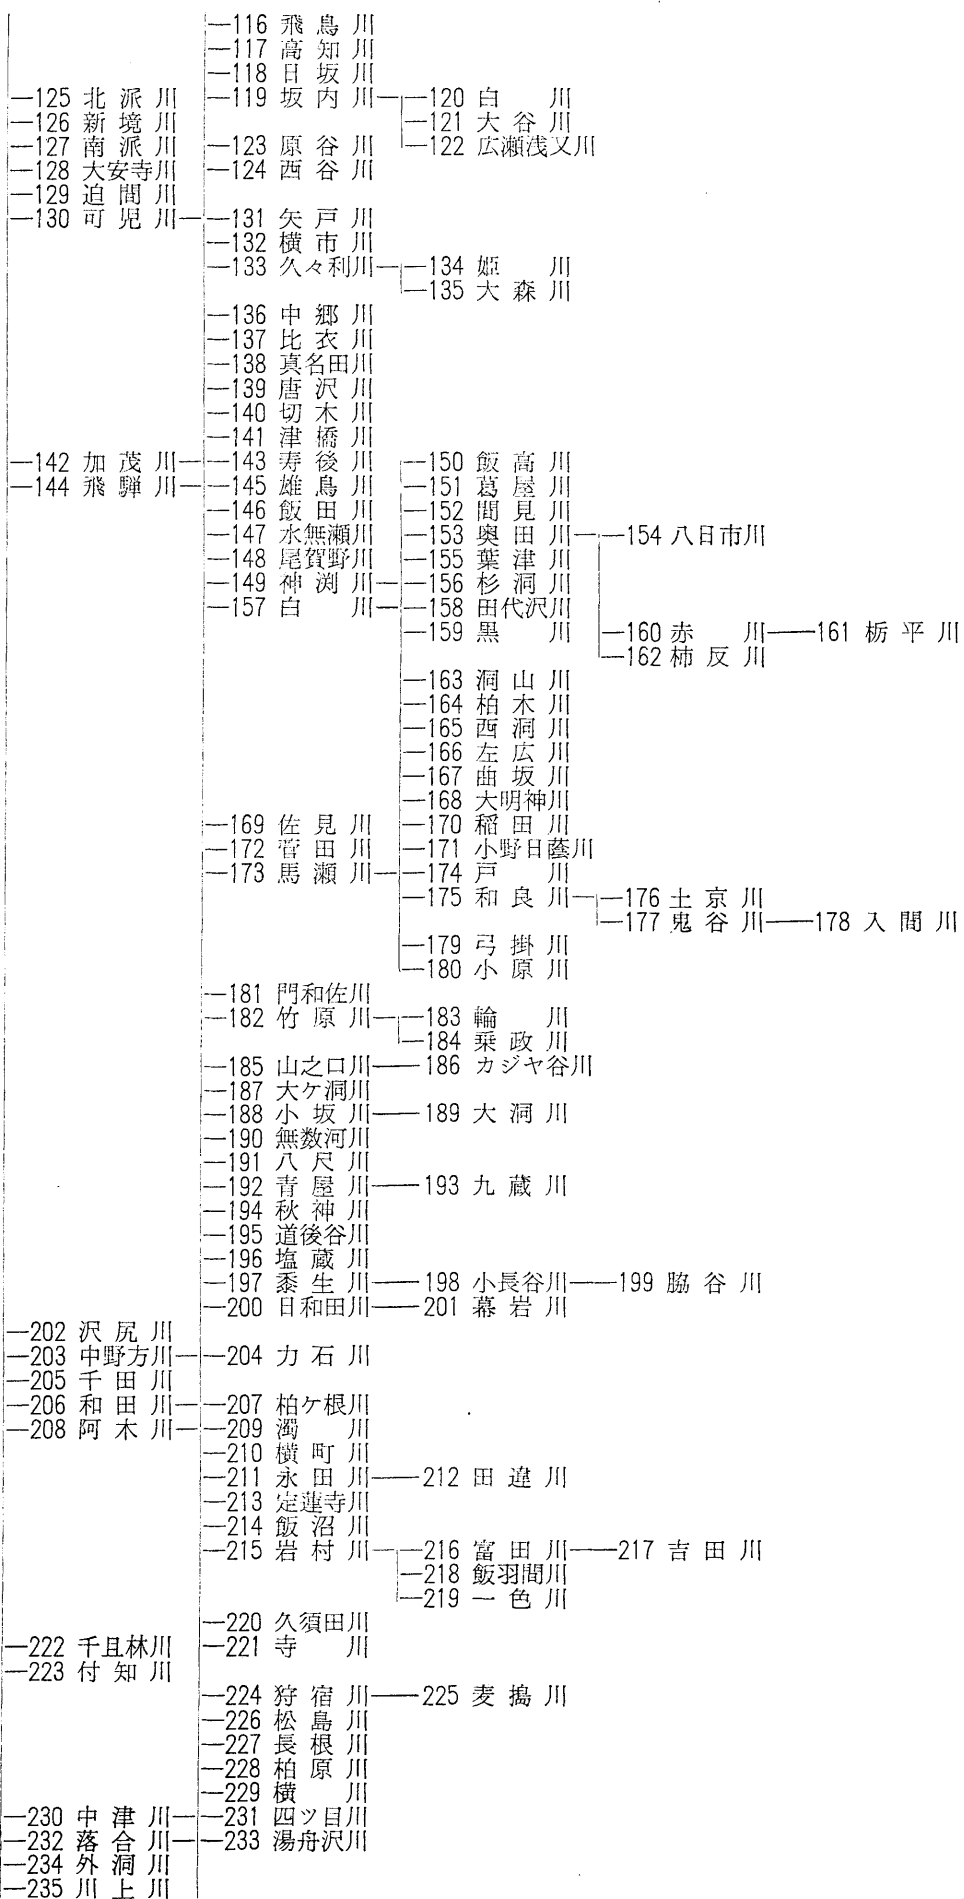 116 飛鳥川
117 高知川
118 日坂川
125 北派川 119 坂内川 120 白川
126 新境川 121 大谷川
127 南派川 123 原谷川 122 広瀬浅又川
128 大安寺川 124 西谷川
129 迫間川
130 可児川 131 矢戸川
132 横市川
133 久々利川 134 姫川
135 大森川
136 中郷川
137 比衣川
138 真名田川
139 唐沢川
140 切木川
141 津橋川
142 加茂川 143 寿後川 150 飯高川
144 飛騨川 145 雄鳥川 151 葛屋川
146 飯田川 152 間見川
147 水無瀬川 153 奥田川 154 八日市川
148 尾賀野川 155 葉津川
149 神渕川 156 杉洞川
157 白川 158 田代沢川
159 黒川 160 赤川 161 栃平川
162 柿反川
163 洞山川
164 柏木川
165 西洞川
166 左広川
167 曲坂川
168 大明神川
169 佐見川 170 稲田川
172 菅田川 171 小野日蔭川
173 馬瀬川 174 戸川
175 和良川 176 土京川
177 鬼谷川 178 入間川
179 弓掛川
180 小原川
181 門和佐川
182 竹原川 183 輪川
184 乗政川
185 山之口川 186 カジヤ谷川
187 大ケ洞川
188 小坂川 189 大洞川
190 無数河川
191 八尺川
192 青屋川 193 九蔵川
194 秋神川
195 道後谷川
196 塩蔵川
197 黍生川 198 小長谷川 199 脇谷川
200 日和田川 201 幕岩川
202 沢尻川
203 中野方川 204 力石川
205 千田川
206 和田川 207 柏ケ根川
208 阿木川 209 濁川
210 横町川
211 永田川 212 田違川
213 定蓮寺川
214 飯沼川
215 岩村川 216 富田川 217 吉田川
218 飯羽間川
219 一色川
220 久須田川
222 千旦林川 221 寺川
223 付知川
224 狩宿川 225 麦搗川
226 松島川
227 長根川
228 柏原川
229 横川
230 中津川 231 四ツ目川
232 落合川 233 湯舟沢川
234 外洞川
235 川上川